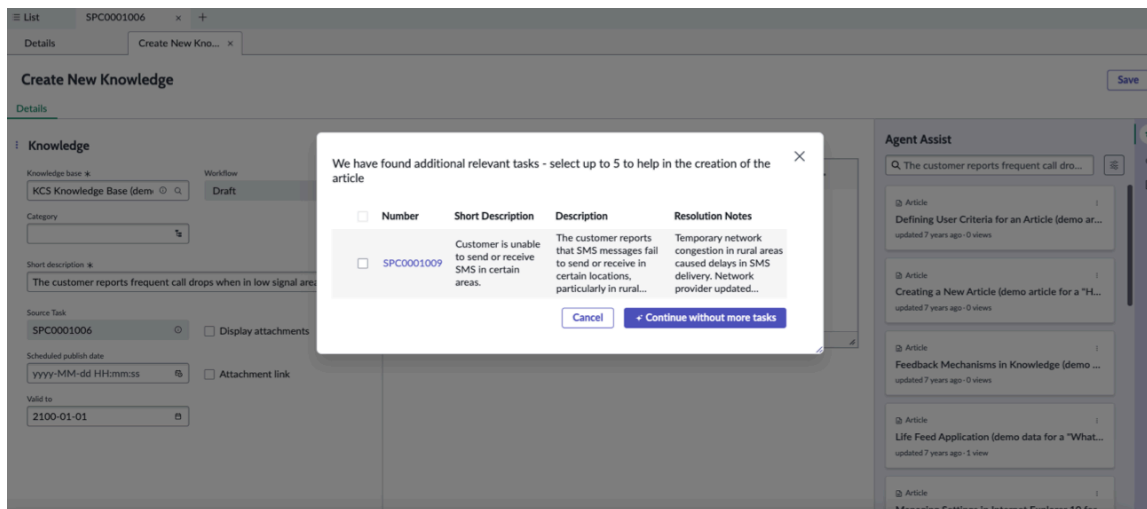 List
SPC0001006
Details
Create New Kno...
Create New Knowledge
Save
Details
Knowledge
Knowledge base
Workflow
KCS Knowledge Base (dem
Draft
Category
Short description
The customer reports frequent call drops when in low signal area
Source Task
SPC0001006
Display attachments
Scheduled publish date
yyyy-MM-dd HH:mm:ss
Attachment link
Valid to
2100-01-01
We have found additional relevant tasks - select up to 5 to help in the creation of the
article
Number
Short Description
Description
Resolution Notes
SPC0001009
Customer is unable
to send or receive
SMS in certain
areas.
The customer reports
that SMS messages fail
to send or receive in
certain locations,
particularly in rural...
Temporary network
congestion in rural areas
caused delays in SMS
delivery. Network
provider updated...
Cancel
Continue without more tasks
Agent Assist
The customer reports frequent call dro...
Article
Defining User Criteria for an Article (demo ar...
updated 7 years ago · 0 views
Article
Creating a New Article (demo article for a "H...
updated 7 years ago · 0 views
Article
Feedback Mechanisms in Knowledge (demo ...
updated 7 years ago · 0 views
Article
Life Feed Application (demo data for a "What...
updated 7 years ago · 1 view
Article